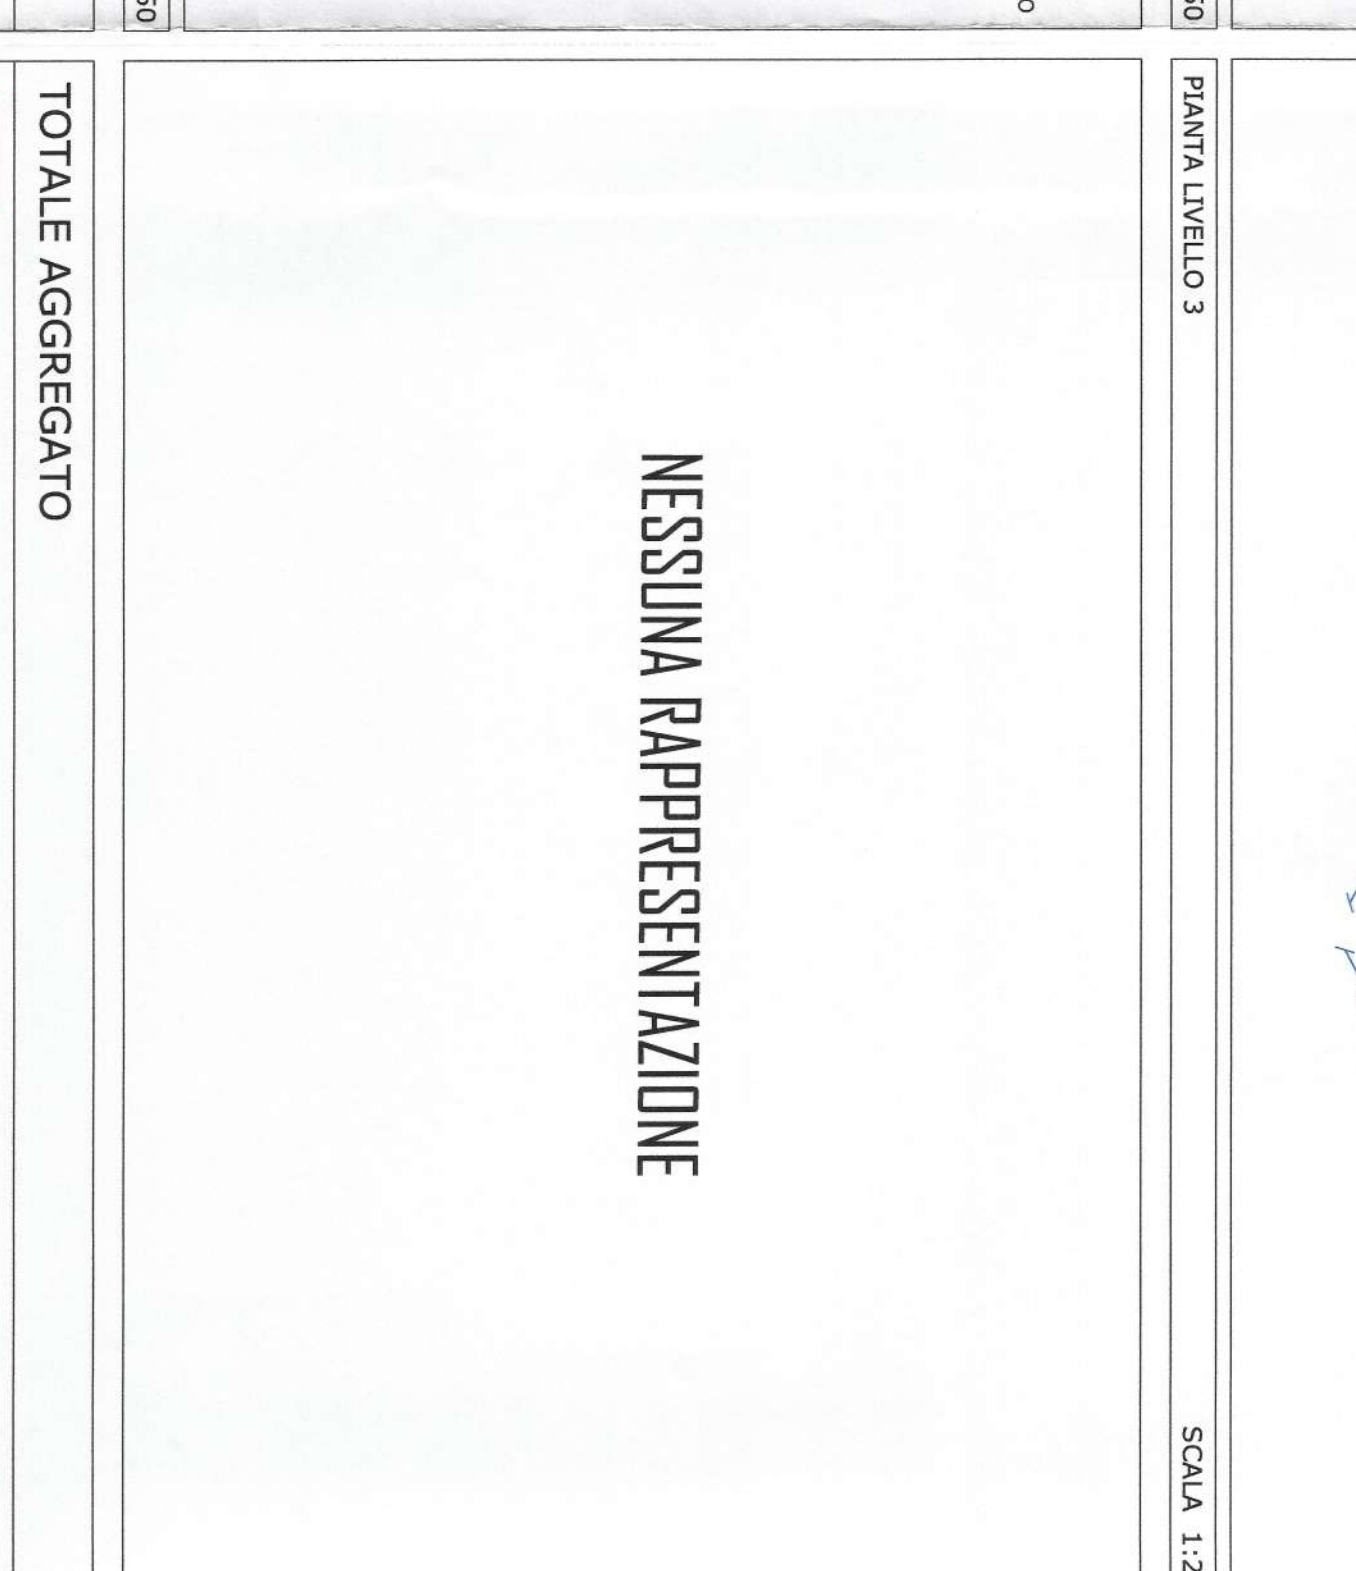 PIANTA LIVELLO 3 SCALA 1:2
NESSUNA RAPPRESENTAZIONE
TOTALE AGGREGATO